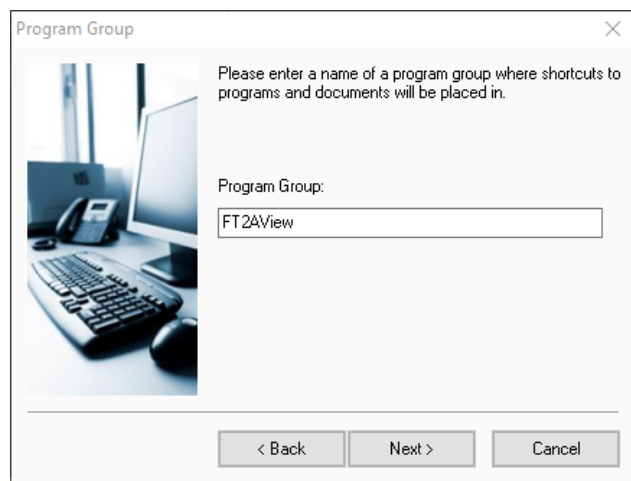 Program Group
Please enter a name of a program group where shortcuts to
programs and documents will be placed in.
Program Group:
FT2AView
< Back
Next >
Cancel